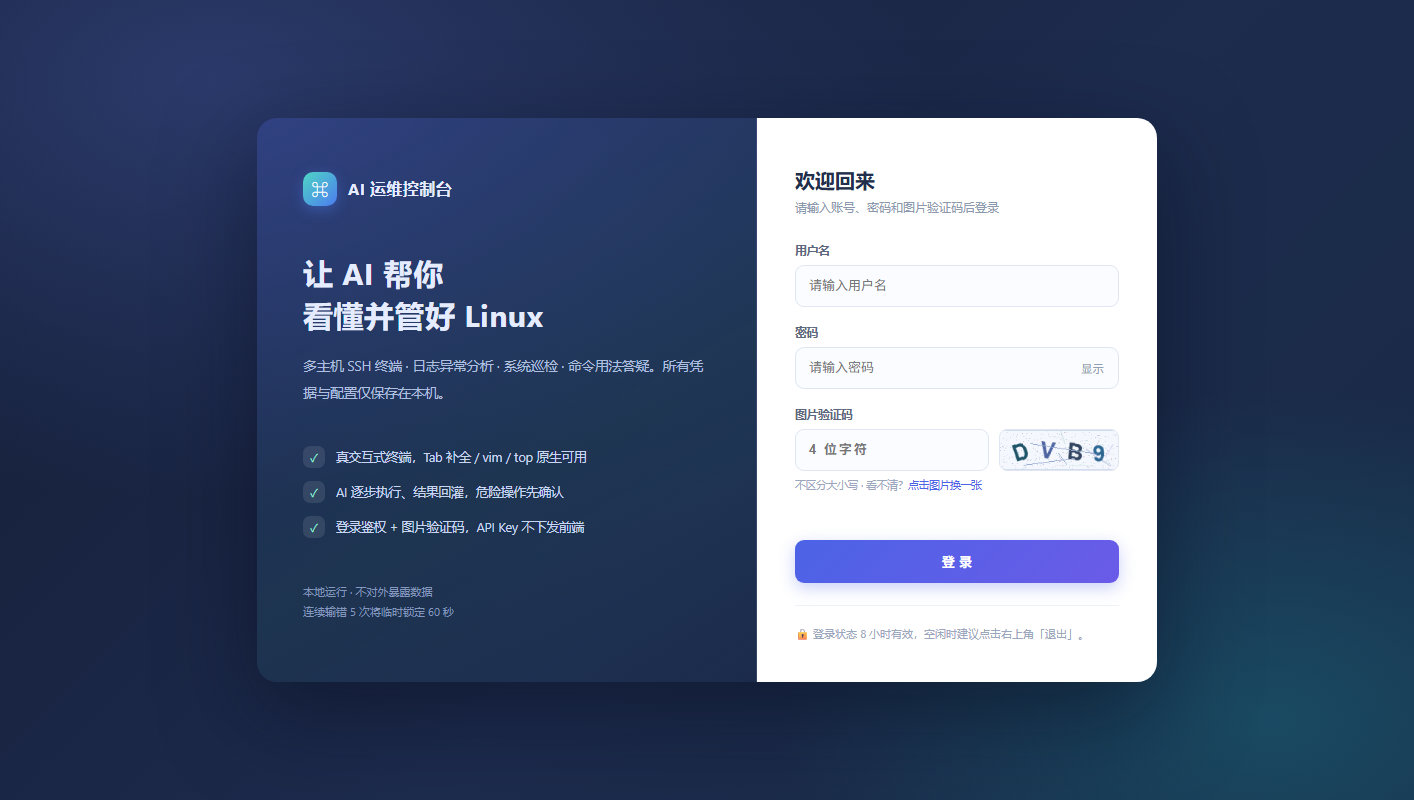 AI 运维控制台
让 AI 帮你
看懂并管好 Linux
多主机 SSH 终端 · 日志异常分析 · 系统巡检 · 命令用法答疑。所有凭
据与配置仅保存在本机。
✓ 真交互式终端，Tab 补全 / vim / top 原生可用
✓ AI 逐步执行、结果回灌，危险操作先确认
✓ 登录鉴权 + 图片验证码，API Key 不下发前端
本地运行 · 不对外暴露数据
连续输错 5 次将临时锁定 60 秒
欢迎回来
请输入账号、密码和图片验证码后登录
用户名
请输入用户名
密码
请输入密码 显示
图片验证码
4 位字符 DVB9
不区分大小写 · 看不清？点击图片换一张
登 录
🔒 登录状态 8 小时有效，空闲时建议点击右上角「退出」。